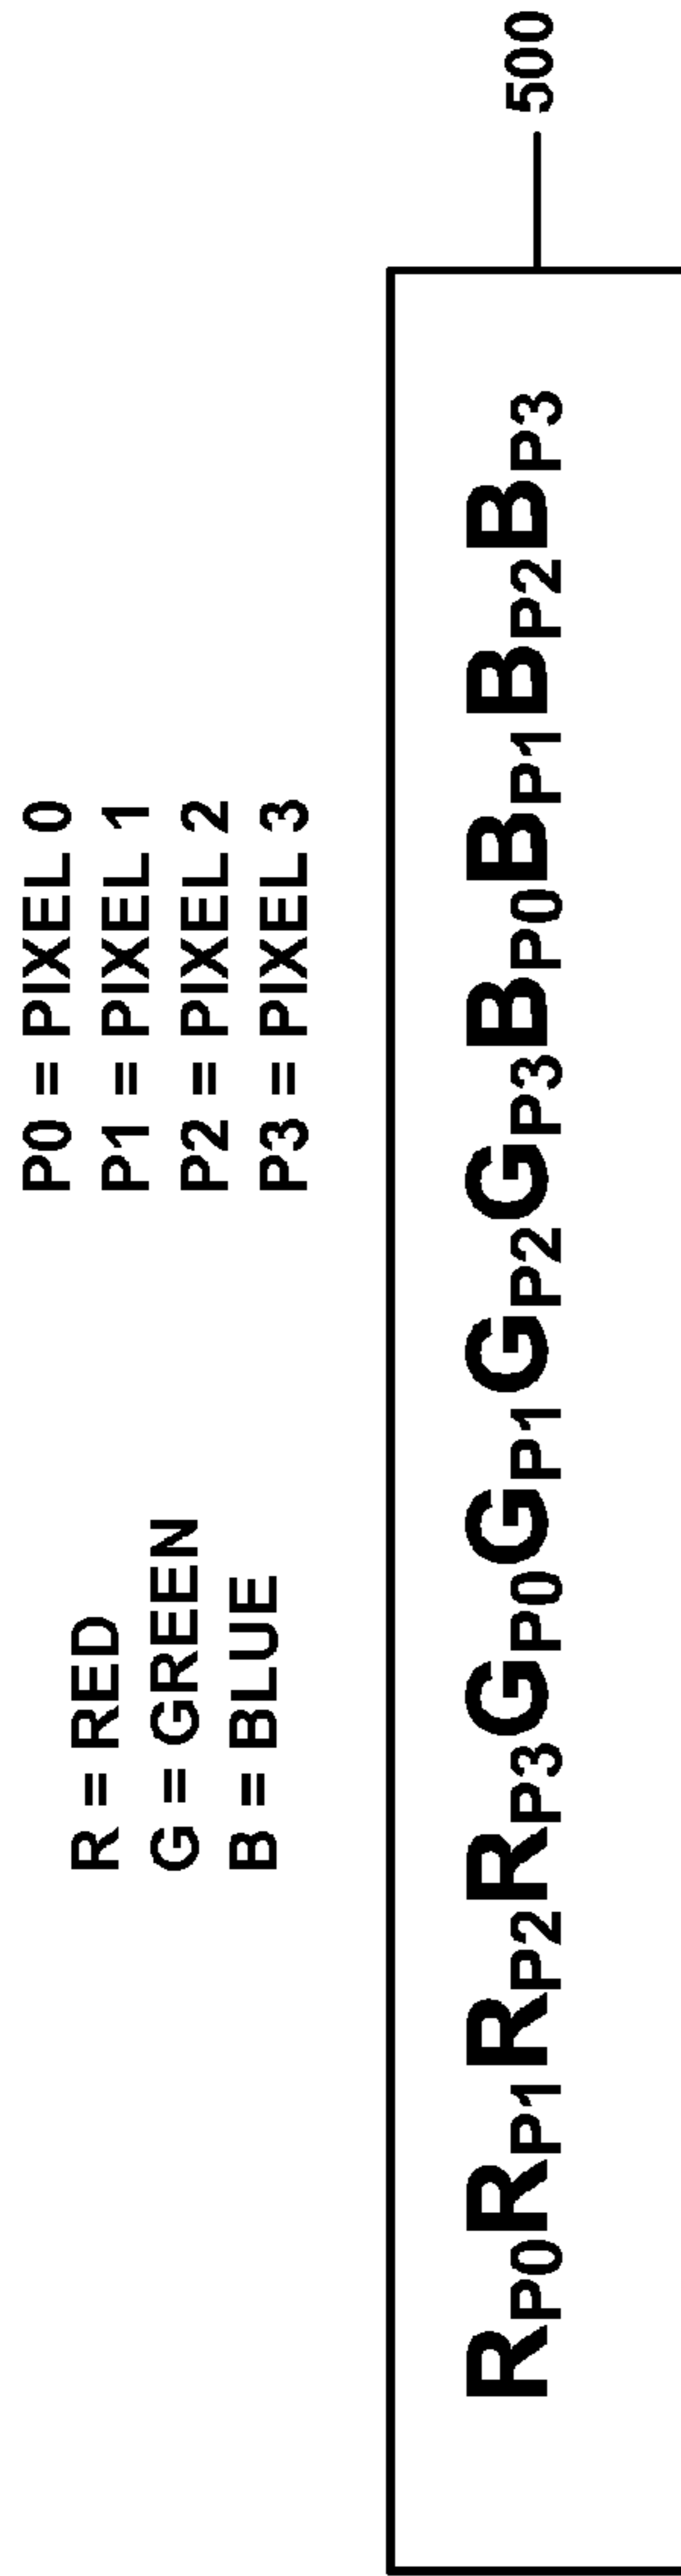 R = RED
G = GREEN
B = BLUE
P0 = PIXEL 0
P1 = PIXEL 1
P2 = PIXEL 2
P3 = PIXEL 3
RP0RP1RP2RP3GP0GP1GP2GP3BP0BP1BP2BP3
500